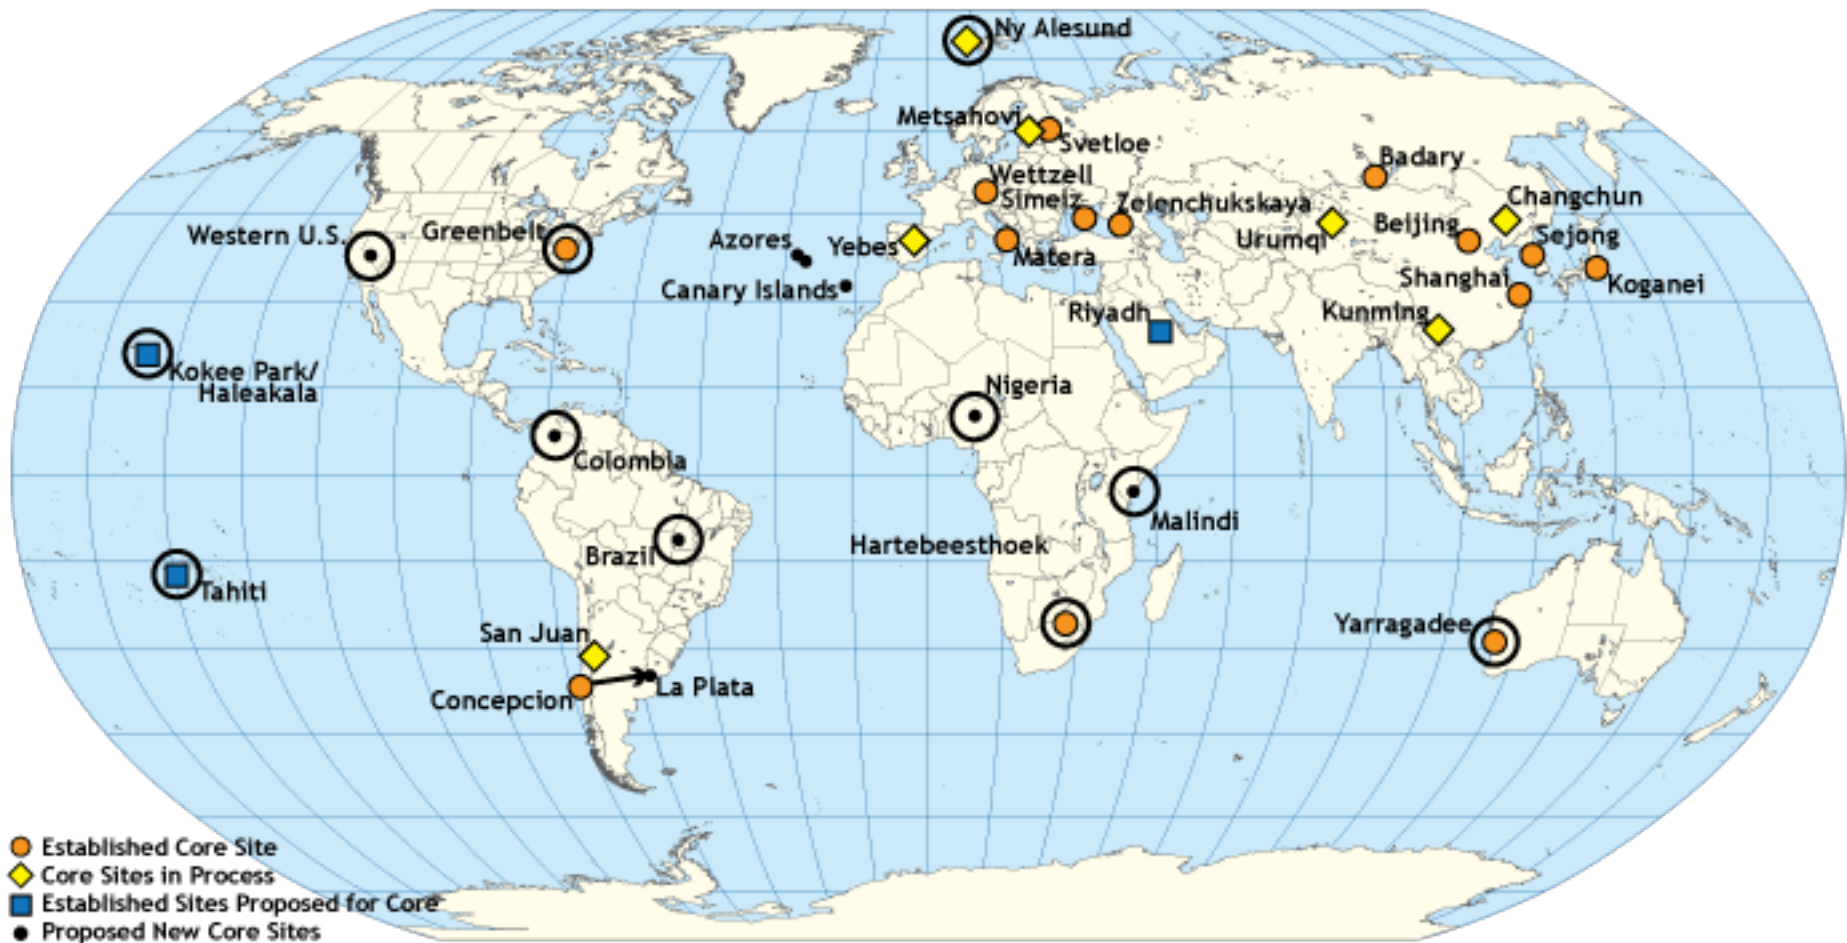 Ny Alesund
Metsahovi
Svetloe
Badary
Wettzell
Simeiz
Zelenchukskaya
Changchun
Western U.S.
Greenbelt
Azores
Yebes
Matera
Urumqi
Beijing
Sejong
Canary Islands
Shanghai
Koganei
Riyadh
Kunming
Kokee Park/
Haleakala
Nigeria
Colombia
Malindi
Brazil
Hartebeesthoek
Tahiti
San Juan
Yarragadee
Concepcion
La Plata
Established Core Site
Core Sites in Process
Established Sites Proposed for Core
Proposed New Core Sites